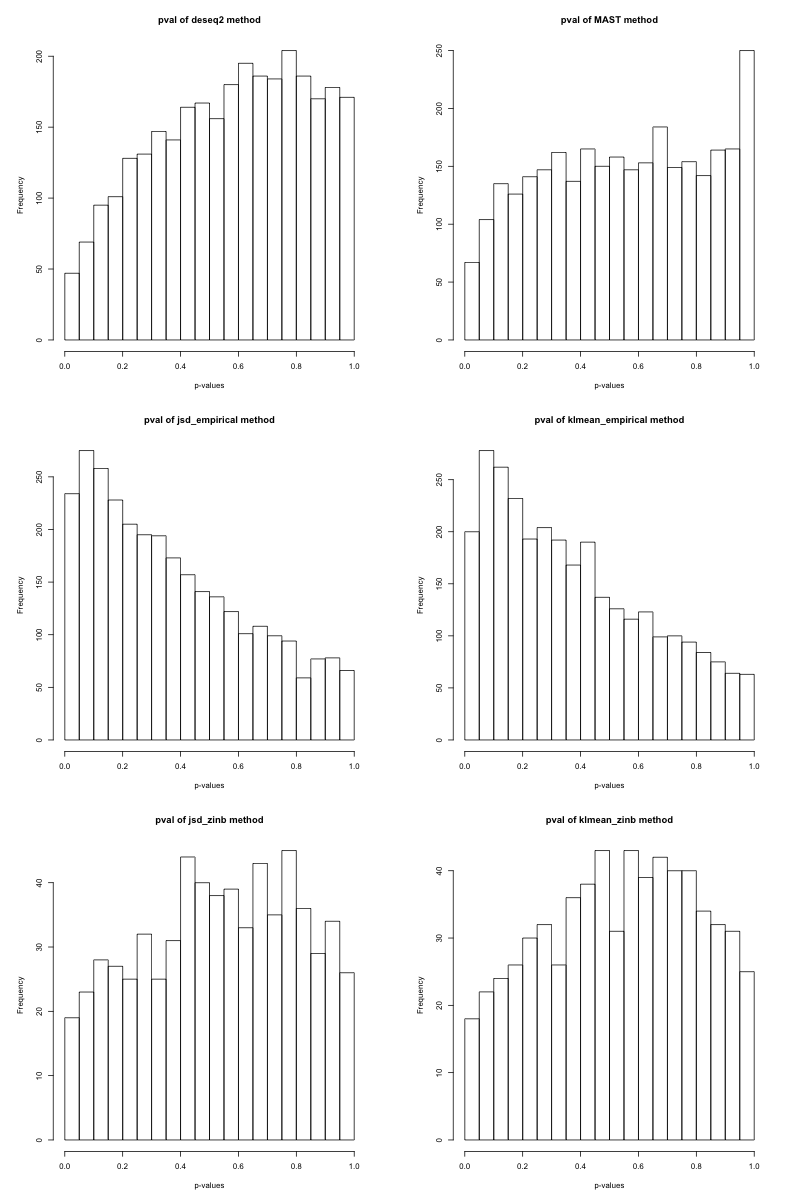 pval of deseq2 method
Frequency
0 50 100 150 200
0.0 0.2 0.4 0.6 0.8 1.0
p-values
pval of MAST method
Frequency
0 50 100 150 200 250
0.0 0.2 0.4 0.6 0.8 1.0
p-values
pval of jsd_empirical method
Frequency
0 50 100 150 200 250
0.0 0.2 0.4 0.6 0.8 1.0
p-values
pval of klmean_empirical method
Frequency
0 50 100 150 200 250
0.0 0.2 0.4 0.6 0.8 1.0
p-values
pval of jsd_zinb method
Frequency
0 10 20 30 40
0.0 0.2 0.4 0.6 0.8 1.0
p-values
pval of klmean_zinb method
Frequency
0 10 20 30 40
0.0 0.2 0.4 0.6 0.8 1.0
p-values